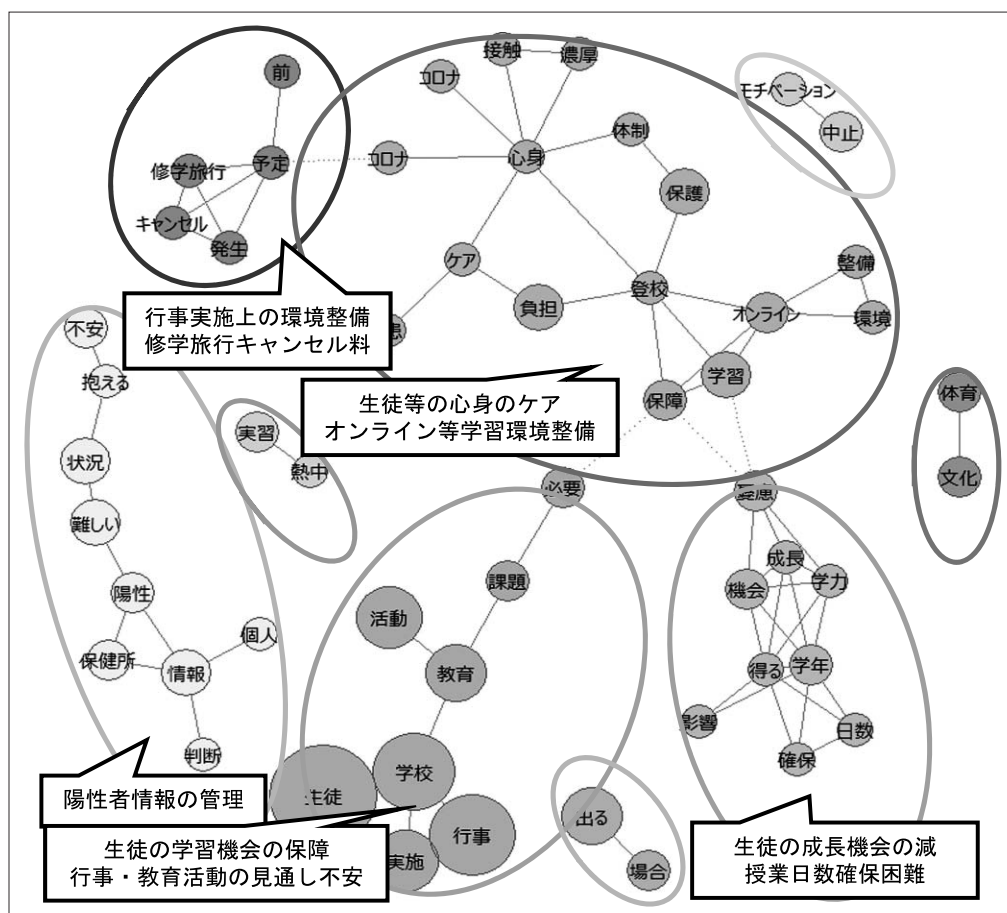 前
接触
濃厚
コロナ
モチベーション
中止
体制
修学旅行
予定
コロナ
心身
保護
キャンセル
発生
ケア
登校
整備
負担
オンライン
環境
行事実施上の環境整備
修学旅行キャンセル料
不安
抱える
学習
保障
体育
生徒等の心身のケア
オンライン等学習環境整備
実習
熱中
状況
文化
必要
難しい
成長
課題
機会
学力
陽性
活動
個人
保健所
情報
教育
得る
学年
影響
日数
判断
確保
学校
生徒
陽性者情報の管理
出る
行事
生徒の学習機会の保障
行事・教育活動の見通し不安
実施
場合
生徒の成長機会の減
授業日数確保困難